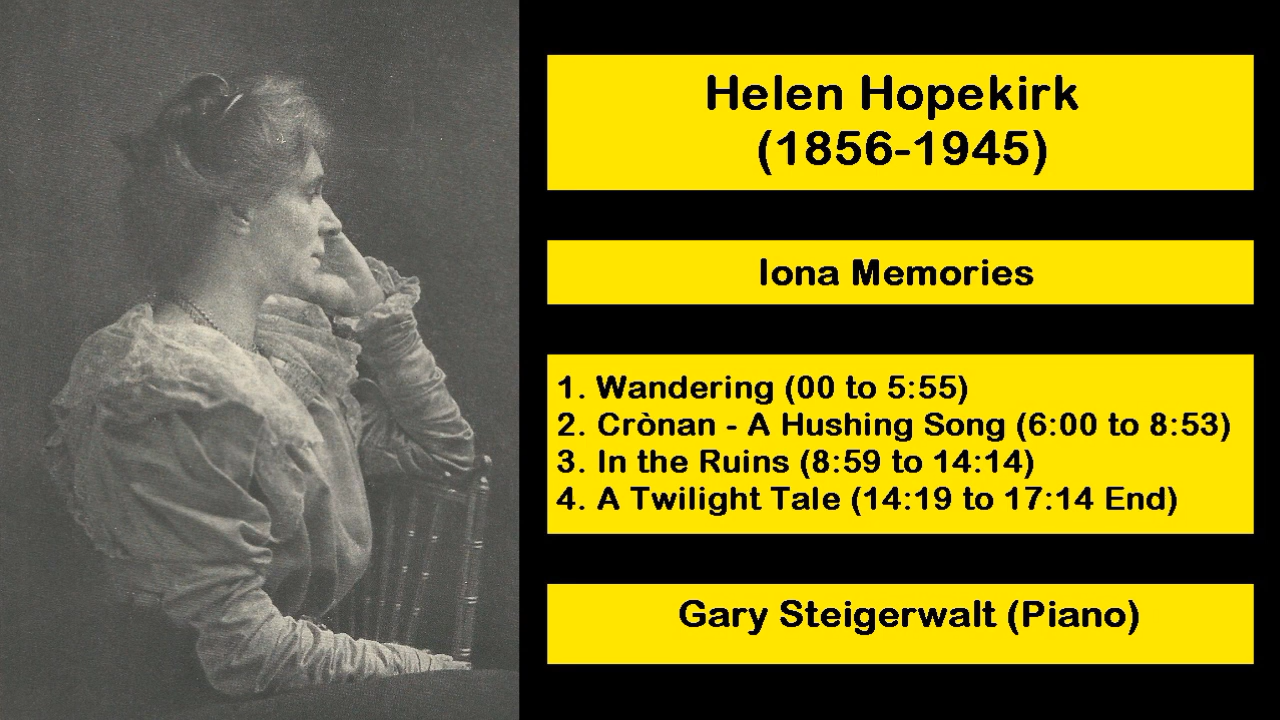 Helen Hopekirk
(1856-1945)
Iona Memories
1. Wandering (00 to 5:55)
2. Crònan - A Hushing Song (6:00 to 8:53)
3. In the Ruins (8:59 to 14:14)
4. A Twilight Tale (14:19 to 17:14 End)
Gary Steigerwalt (Piano)